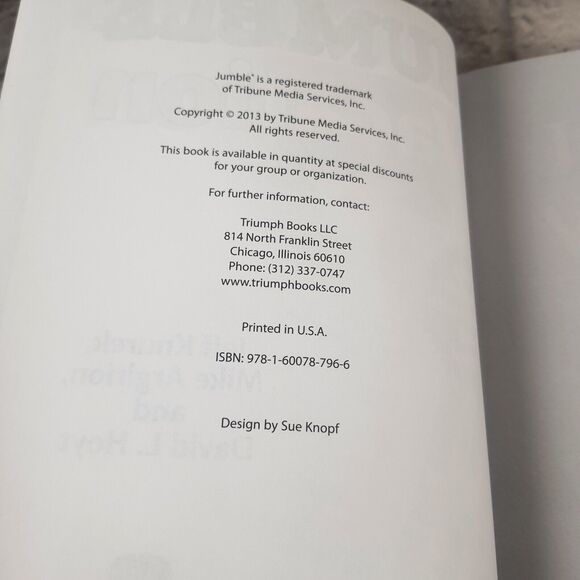 Jumble® is a registered trademark
of Tribune Media Services, Inc.
Copyright © 2013 by Tribune Media Services, Inc.
All rights reserved.
This book is available in quantity at special discounts
for your group or organization.
For further information, contact:
Triumph Books LLC
814 North Franklin Street
Chicago, Illinois 60610
Phone: (312) 337-0747
www.triumphbooks.com
Printed in U.S.A.
ISBN: 978-1-60078-796-6
Design by Sue Knopf